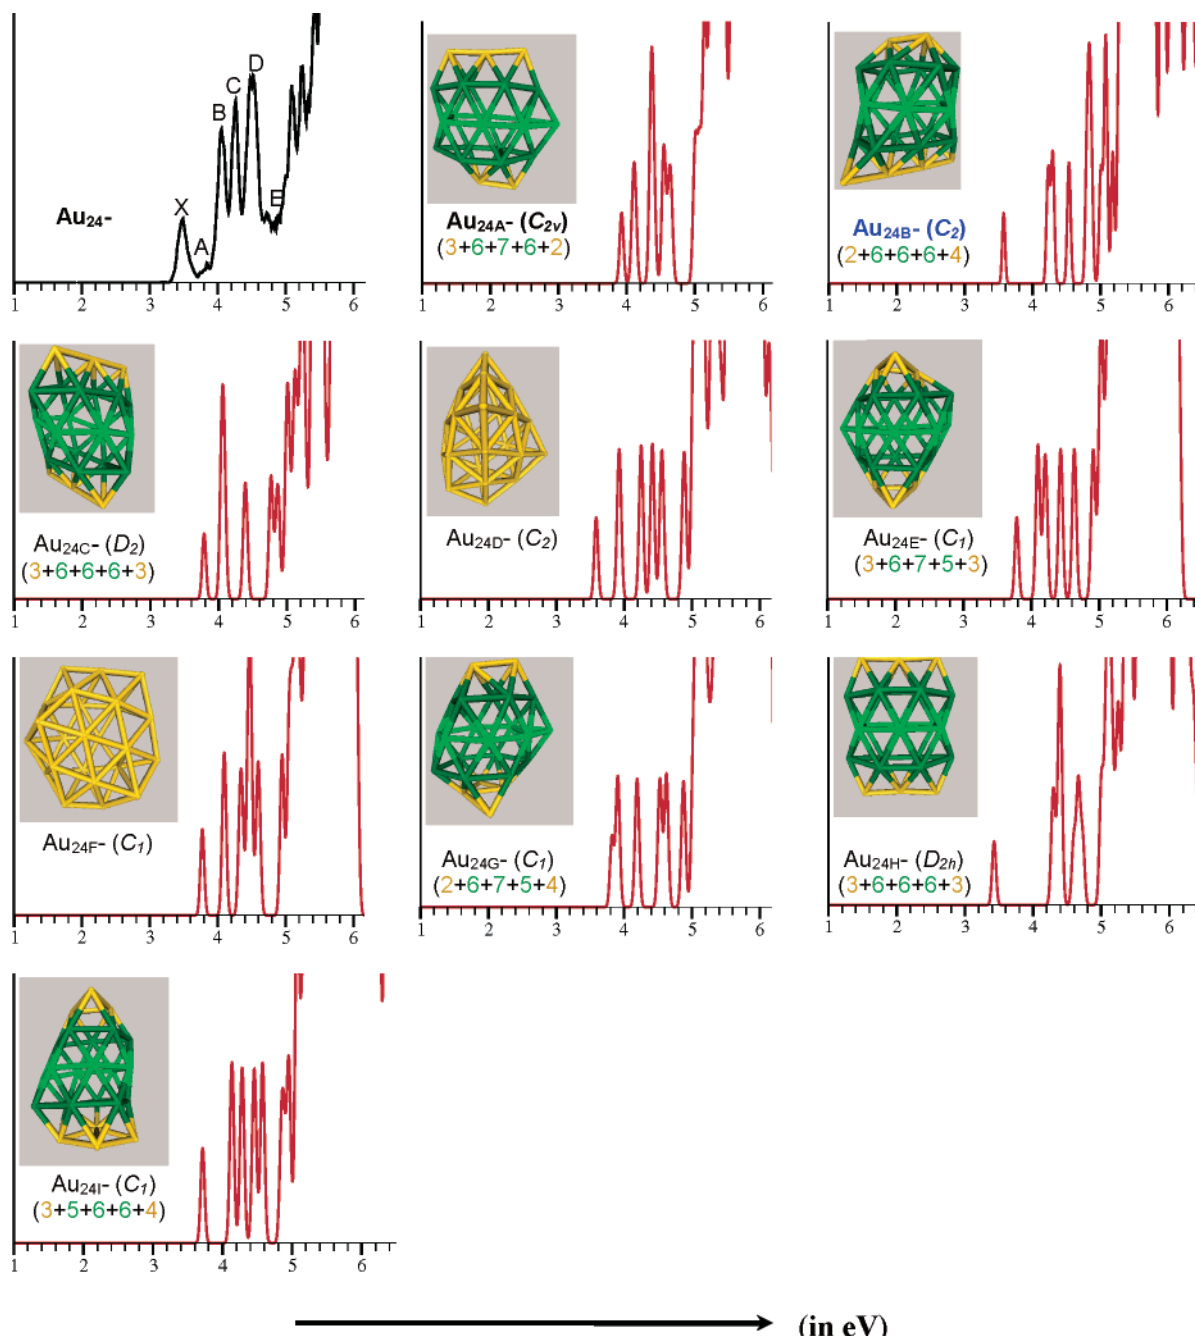 X
A
B
C
D
E
Au24-
1 2 3 4 5 6
Au24A- (C2v)
(3+6+7+6+2)
1 2 3 4 5 6
Au24B- (C2)
(2+6+6+6+4)
1 2 3 4 5 6
Au24C- (D2)
(3+6+6+6+3)
1 2 3 4 5 6
Au24D- (C2)
1 2 3 4 5 6
Au24E- (C1)
(3+6+7+5+3)
1 2 3 4 5 6
Au24F- (C1)
1 2 3 4 5 6
Au24G- (C1)
(2+6+7+5+4)
1 2 3 4 5 6
Au24H- (D2h)
(3+6+6+6+3)
1 2 3 4 5 6
Au24I- (C1)
(3+5+6+6+4)
1 2 3 4 5 6
(in eV)